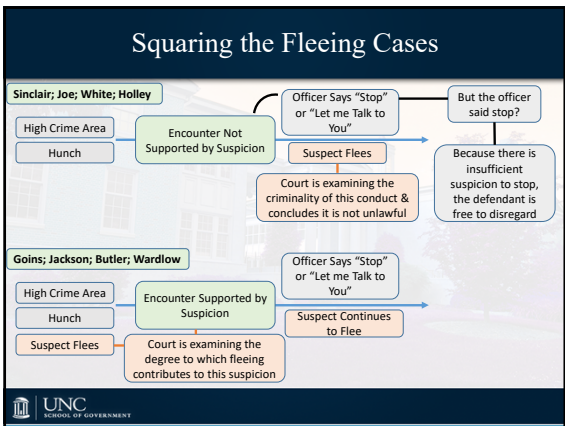 Squaring the Fleeing Cases
Sinclair; Joe; White; Holley
High Crime Area
Hunch
Encounter Not
Supported by Suspicion
Officer Says “Stop”
or “Let me Talk to
You”
Suspect Flees
Court is examining the
criminality of this conduct &
concludes it is not unlawful
But the officer
said stop?
Because there is
insufficient
suspicion to stop,
the defendant is
free to disregard
Goins; Jackson; Butler; Wardlow
High Crime Area
Hunch
Suspect Flees
Encounter Supported by
Suspicion
Court is examining the
degree to which fleeing
contributes to this suspicion
Officer Says “Stop”
or “Let me Talk to
You”
Suspect Continues
to Flee
UNC
SCHOOL OF GOVERNMENT